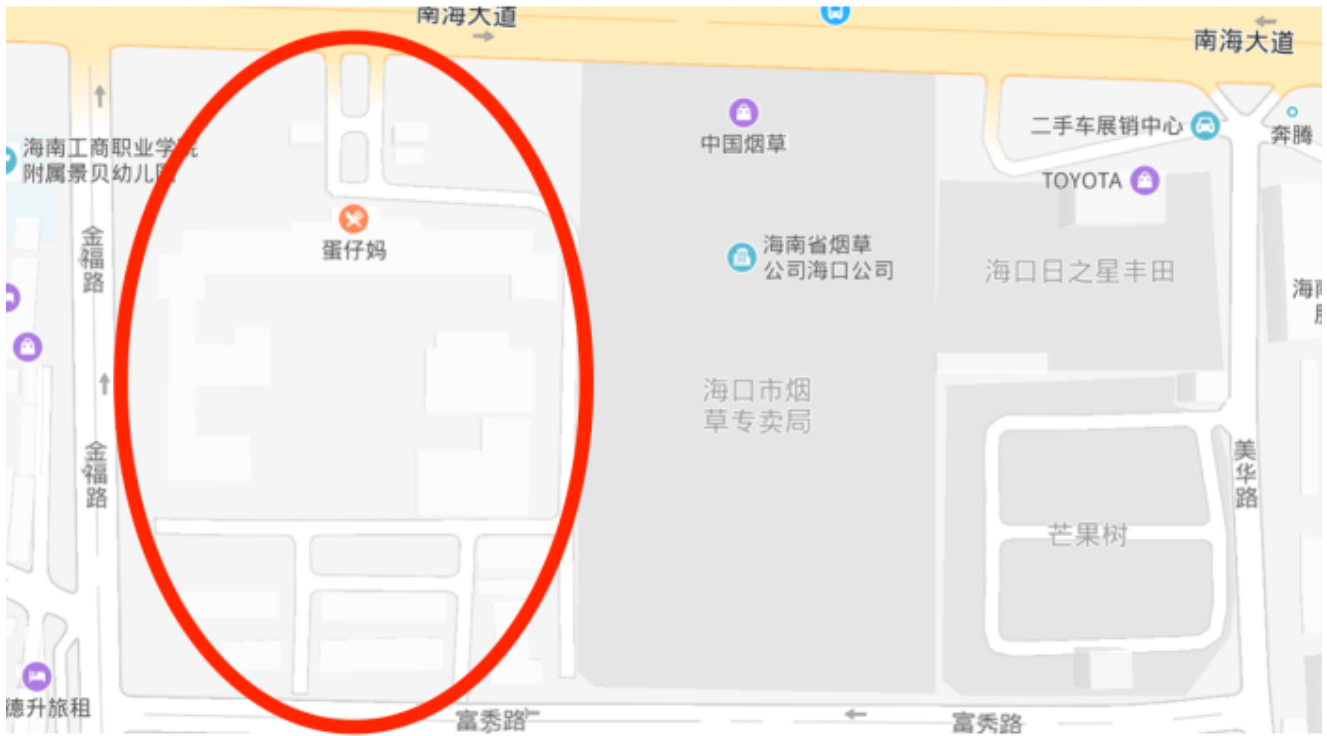 南海大道
南海大道
中国烟草
二手车展销中心
奔腾
海南工商职业学院
附属景贝幼儿园
TOYOTA
蛋仔妈
海南省烟草
公司海口公司
海口日之星丰田
金福路
海口市烟
草专卖局
金福路
美华路
芒果树
德升旅租
富秀路
富秀路